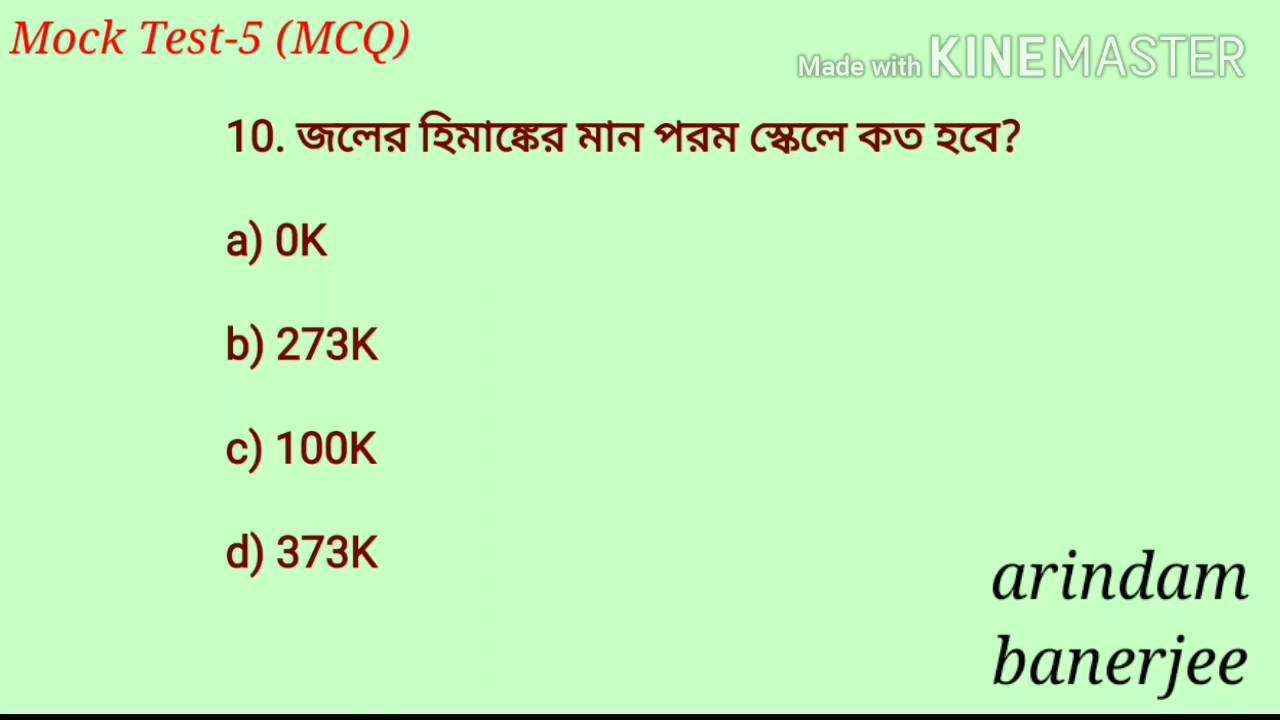 Mock Test-5 (MCQ)
Made with KINEMASTER
10. জলের হিমাঙ্কের মান পরম স্কেলে কত হবে?
a) 0K
b) 273K
c) 100K
d) 373K
arindam
banerjee